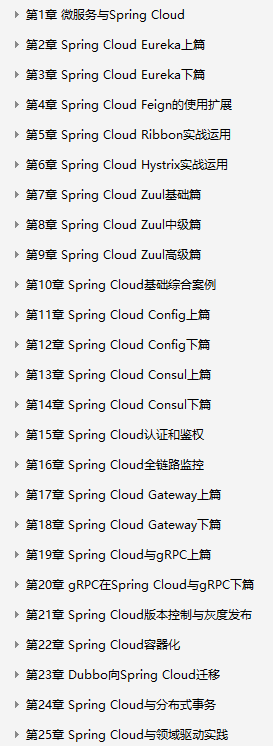 第1章 微服务与Spring Cloud
第2章 Spring Cloud Eureka上篇
第3章 Spring Cloud Eureka下篇
第4章 Spring Cloud Feign的使用扩展
第5章 Spring Cloud Ribbon实战运用
第6章 Spring Cloud Hystrix实战运用
第7章 Spring Cloud Zuul基础篇
第8章 Spring Cloud Zuul中级篇
第9章 Spring Cloud Zuul高级篇
第10章 Spring Cloud基础综合案例
第11章 Spring Cloud Config上篇
第12章 Spring Cloud Config下篇
第13章 Spring Cloud Consul上篇
第14章 Spring Cloud Consul下篇
第15章 Spring Cloud认证和鉴权
第16章 Spring Cloud全链路监控
第17章 Spring Cloud Gateway上篇
第18章 Spring Cloud Gateway下篇
第19章 Spring Cloud与gRPC上篇
第20章 gRPC在Spring Cloud与gRPC下篇
第21章 Spring Cloud版本控制与灰度发布
第22章 Spring Cloud容器化
第23章 Dubbo向Spring Cloud迁移
第24章 Spring Cloud与分布式事务
第25章 Spring Cloud与领域驱动实践